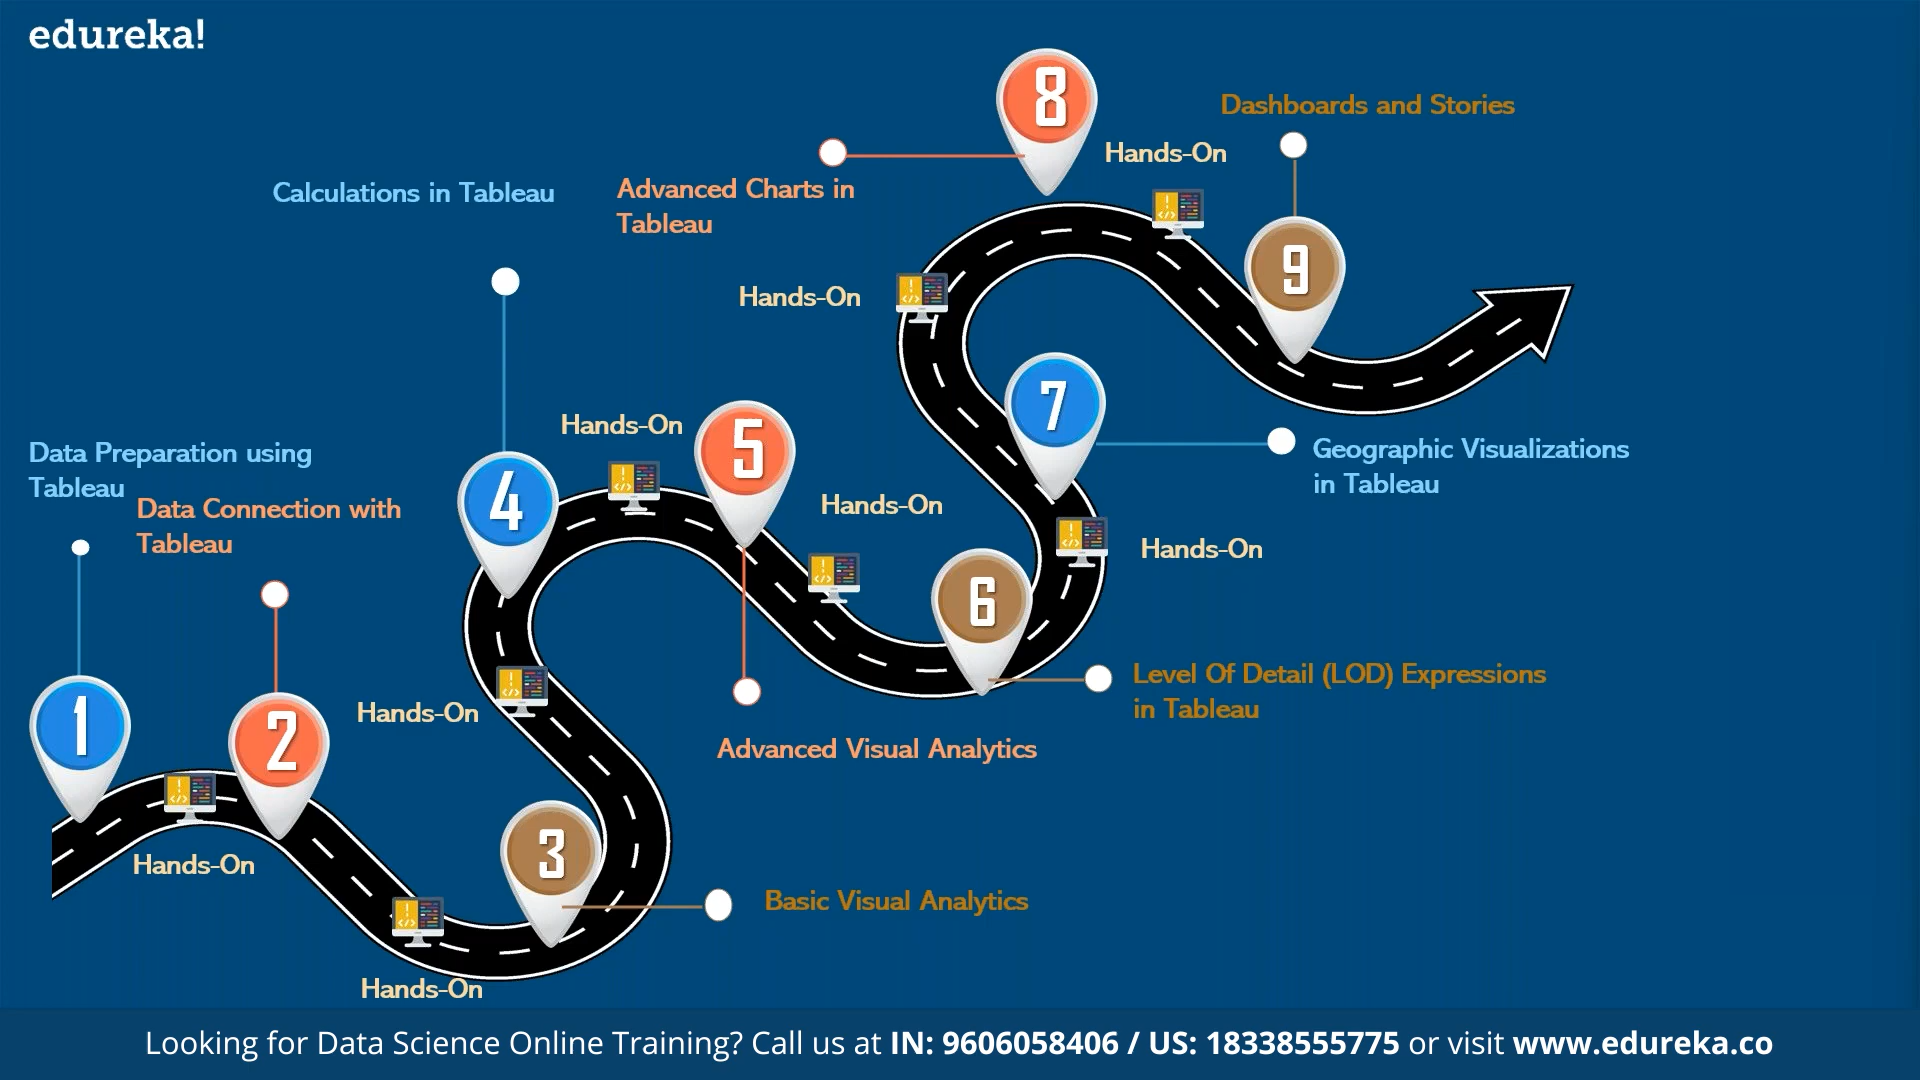 edureka!
1
Data Preparation using
Tableau
Hands-On
2
Data Connection with
Tableau
Hands-On
3
Basic Visual Analytics
Hands-On
4
Calculations in Tableau
Hands-On
5
Advanced Visual Analytics
Hands-On
6
Level Of Detail (LOD) Expressions
in Tableau
Hands-On
7
Geographic Visualizations
in Tableau
Hands-On
8
Advanced Charts in
Tableau
Hands-On
9
Dashboards and Stories
Looking for Data Science Online Training? Call us at IN: 9606058406 / US: 18338555775 or visit www.edureka.co